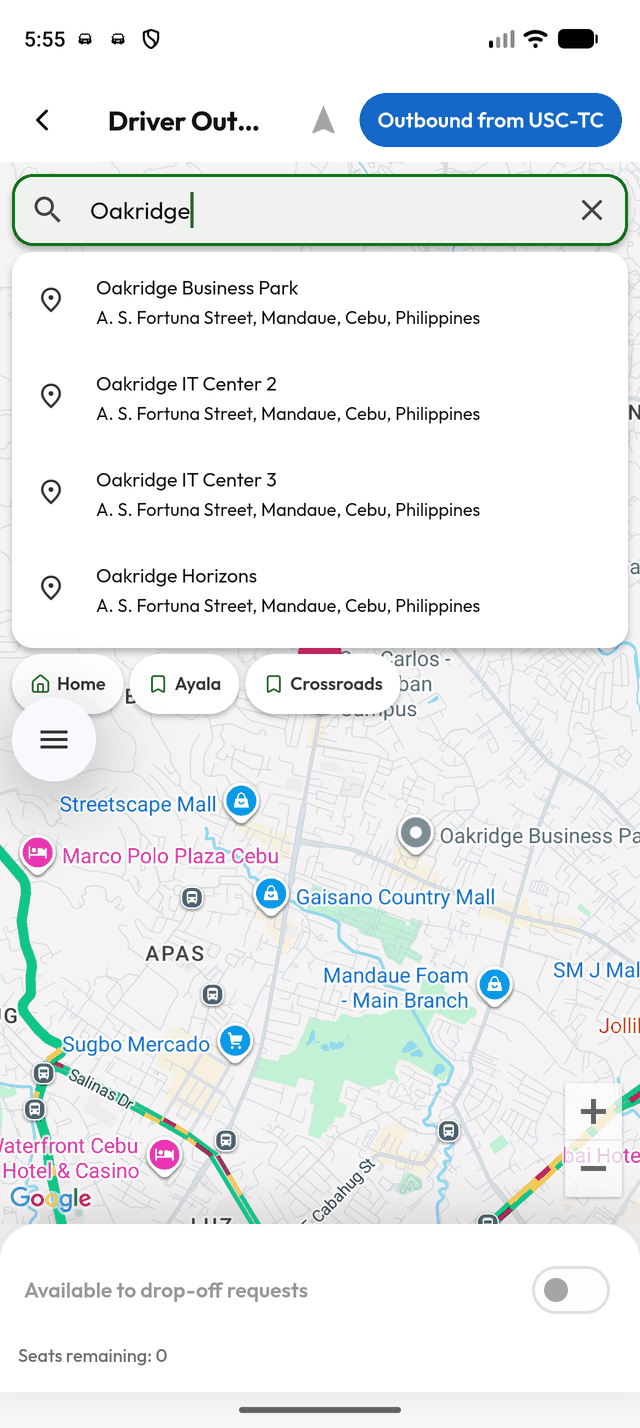 5:55
Driver Out...
Outbound from USC-TC
Oakridge
Oakridge Business Park
A. S. Fortuna Street, Mandaue, Cebu, Philippines
Oakridge IT Center 2
A. S. Fortuna Street, Mandaue, Cebu, Philippines
Oakridge IT Center 3
A. S. Fortuna Street, Mandaue, Cebu, Philippines
Oakridge Horizons
A. S. Fortuna Street, Mandaue, Cebu, Philippines
Home
Ayala
Crossroads
Carlos -
Streetscape Mall
Oakridge Business Pa
Marco Polo Plaza Cebu
Gaisano Country Mall
APAS
Mandaue Foam
- Main Branch
SM J Mal
Jolli
Sugbo Mercado
Salinas Dr
Waterfront Cebu
Hotel & Casino
Google
Cabahug St
LUZ
Available to drop-off requests
Seats remaining: 0